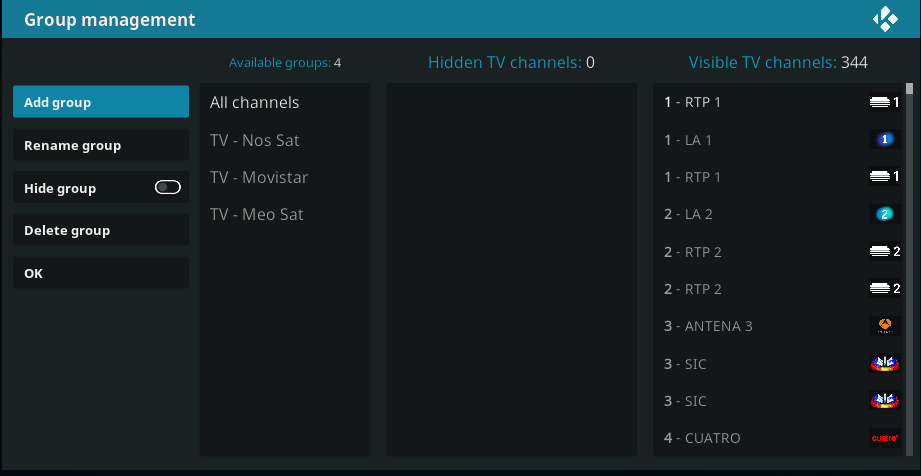 Group management
Available groups: 4
Hidden TV channels: 0
Visible TV channels: 344
Add group
Rename group
Hide group
Delete group
OK
All channels
TV - Nos Sat
TV - Movistar
TV - Meo Sat
1 - RTP 1
1
1 - LA 1
1
1 - RTP 1
1
2 - LA 2
2
2 - RTP 2
2
2 - RTP 2
2
3 - ANTENA 3
3 - SIC
SIC
3 - SIC
SIC
4 - CUATRO
cuatro